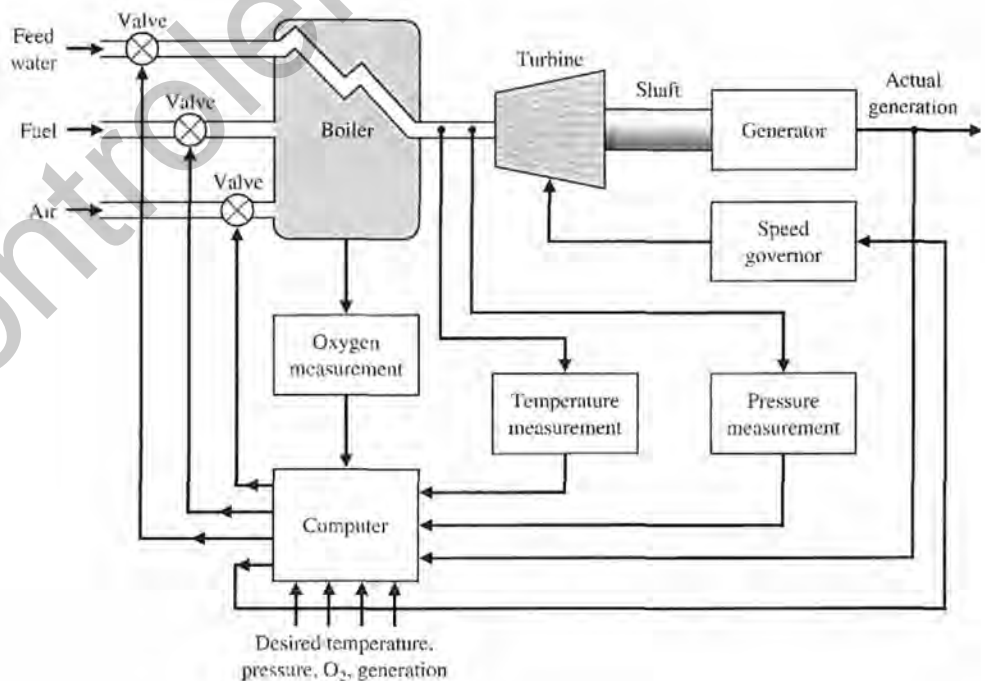 Valve
Feed
water
Valve
Fuel
Valve
Air
Boiler
Turbine
Shaft
Generator
Actual
generation
Speed
governor
Oxygen
measurement
Temperature
measurement
Pressure
measurement
Computer
Desired temperature,
pressure, O₂, generation